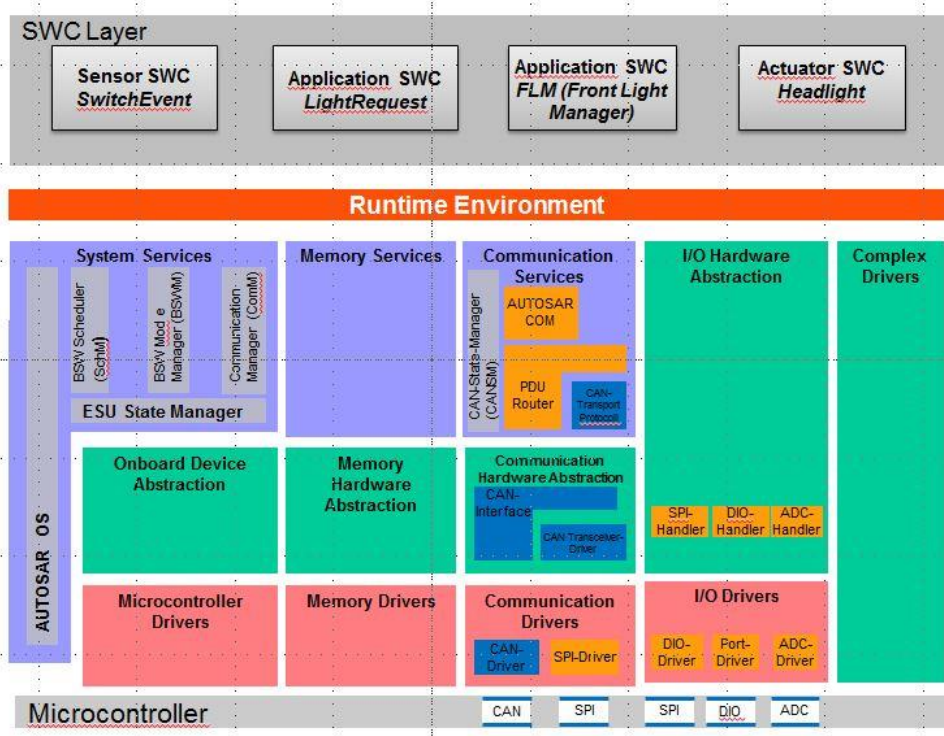 SWC Layer
Sensor SWC
SwitchEvent
Application SWC
LightRequest
Application SWC
FLM (Front Light
Manager)
Actuator SWC
Headlight
Runtime Environment
System Services
BSW Scheduler
(SchM)
BSW Mod e
Manager (BSWM)
Communication
Manager (ComM)
ESU State Manager
AUTOSAR OS
Memory Services
Communication
Services
CAN-State-Manager
(CANSM)
AUTOSAR
COM
PDU
Router
CAN-
Transport
Protocoll
I/O Hardware
Abstraction
SPI-
Handler
DIO-
Handler
ADC-
Handler
Complex
Drivers
Onboard Device
Abstraction
Memory
Hardware
Abstraction
Communication
Hardware Abstraction
CAN-
Interface
CAN Transceiver-
Driver
Microcontroller
Drivers
Memory Drivers
Communication
Drivers
CAN-
Driver
SPI-Driver
I/O Drivers
DIO-
Driver
Port-
Driver
ADC-
Driver
Microcontroller
CAN
SPI
SPI
DIO
ADC